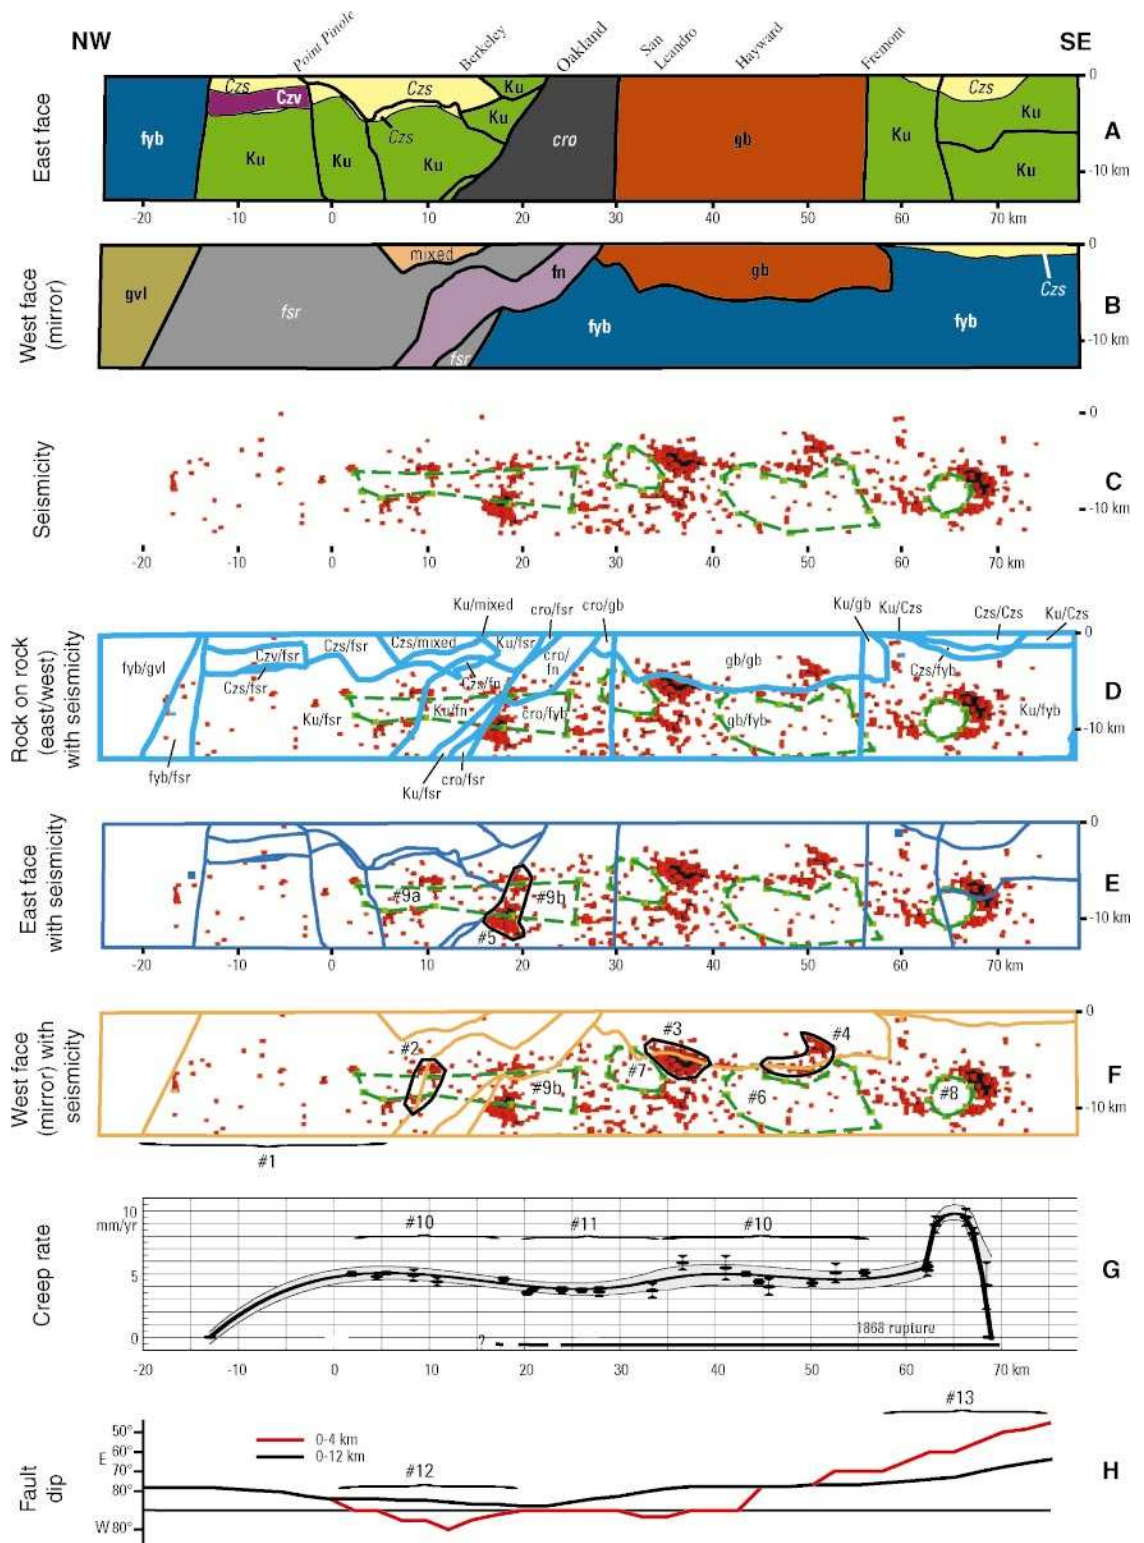 NW
Point Pinole
Berkeley
Oakland
San Leandro
Hayward
Fremont
SE
East face
fyb
Czs
Czv
Ku
Ku
Czs
Czs
Ku
Ku
Ku
cro
gb
Ku
Czs
Ku
Ku
0
-10 km
A
-20 -10 0 10 20 30 40 50 60 70 km
West face (mirror)
gvl
fsr
mixed
fn
fsr
fyb
gb
fyb
Czs
0
-10 km
B
Seismicity
0
-10 km
C
-20 -10 0 10 20 30 40 50 60 70 km
Rock on rock (east/west) with seismicity
Ku/mixed
cro/fsr
cro/gb
Ku/gb
Ku/Czs
Czs/Czs
Ku/Czs
fyb/gvl
Czv/fsr
Czs/fsr
Czs/fsr
Czs/mixed
Ku/fsr
cro/fn
Czs/fn
Ku/fsr
Ku/fn
cro/fyb
gb/gb
gb/fyb
Czs/fyb
Ku/fyb
fyb/fsr
Ku/fsr
cro/fsr
0
-10 km
D
East face with seismicity
#9a
#9b
#5
0
-10 km
E
-20 -10 0 10 20 30 40 50 60 70 km
West face (mirror) with seismicity
#2
#9b
#3
#7
#4
#6
#8
#1
0
-10 km
F
Creep rate
10
mm/yr
5
0
#10
#11
#10
?
1868 rupture
G
-20 -10 0 10 20 30 40 50 60 70 km
Fault dip
50°
E 60°
70°
80°
W 80°
0-4 km
0-12 km
#12
#13
H